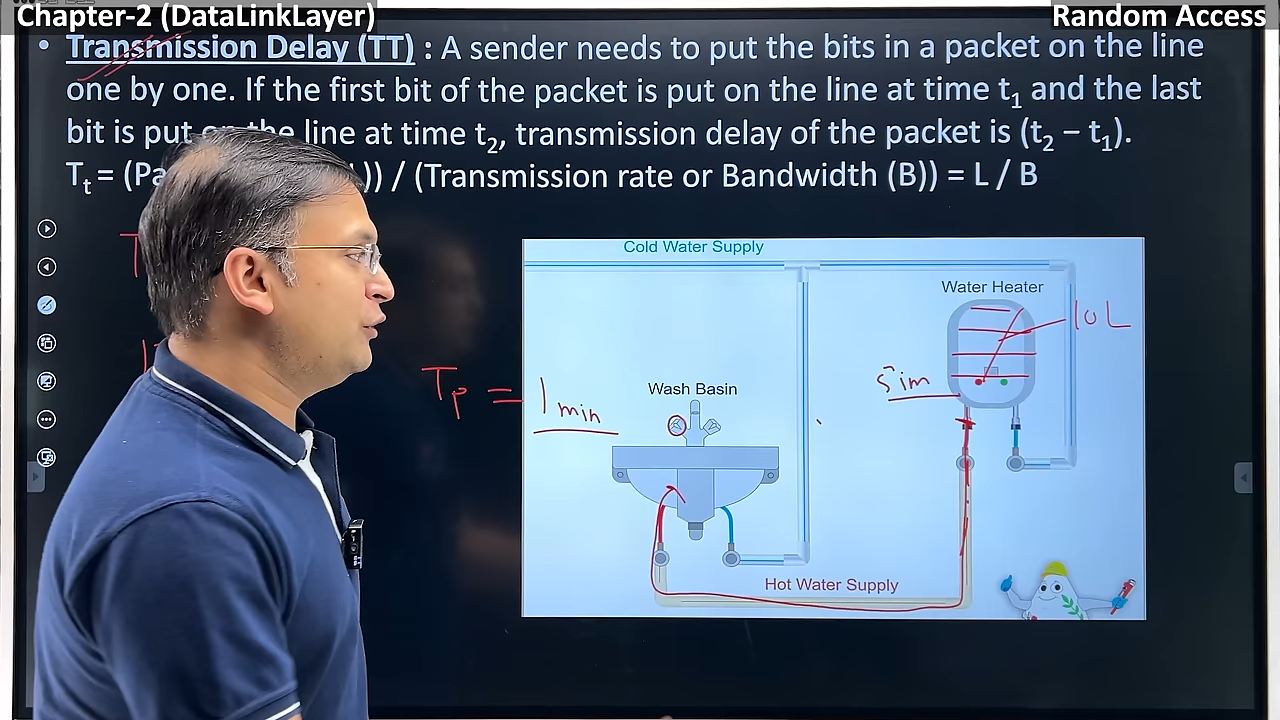 Chapter-2 (DataLinkLayer)
Random Access
• Transmission Delay (TT) : A sender needs to put the bits in a packet on the line
one by one. If the first bit of the packet is put on the line at time t₁ and the last
bit is put on the line at time t₂, transmission delay of the packet is (t₂ – t₁).
Tₜ = (Pa )) / (Transmission rate or Bandwidth (B)) = L / B
Cold Water Supply
Water Heater
10L
T
5im
Tp = 1 min
Wash Basin
Hot Water Supply